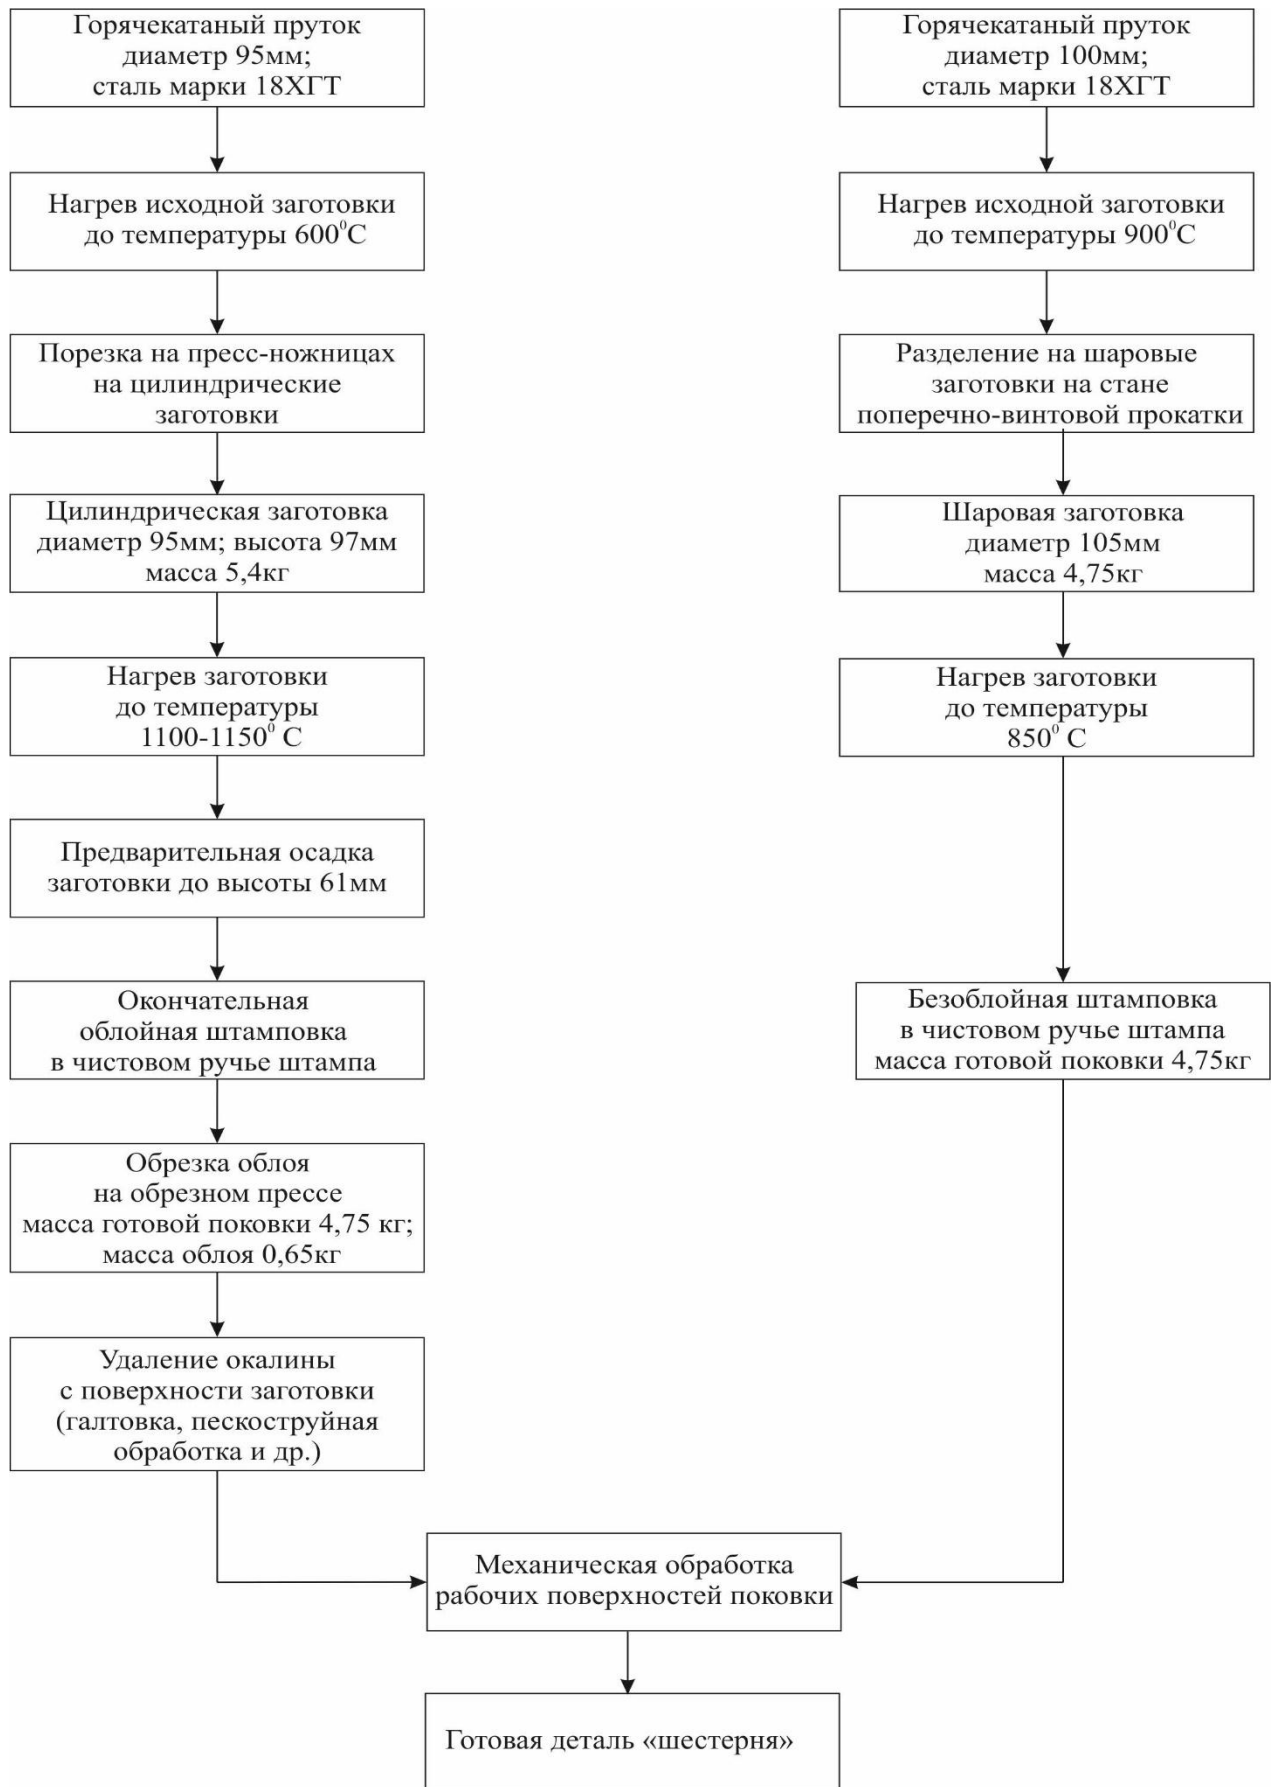 Горячекатаный пруток
диаметр 95мм;
сталь марки 18ХГТ
Нагрев исходной заготовки
до температуры 600⁰С
Порезка на пресс-ножницах
на цилиндрические
заготовки
Цилиндрическая заготовка
диаметр 95мм; высота 97мм
масса 5,4кг
Нагрев заготовки
до температуры
1100-1150⁰ С
Предварительная осадка
заготовки до высоты 61мм
Окончательная
облойная штамповка
в чистовом ручье штампа
Обрезка облоя
на обрезном прессе
масса готовой поковки 4,75 кг;
масса облоя 0,65кг
Удаление окалины
с поверхности заготовки
(галтовка, пескоструйная
обработка и др.)
Горячекатаный пруток
диаметр 100мм;
сталь марки 18ХГТ
Нагрев исходной заготовки
до температуры 900⁰С
Разделение на шаровые
заготовки на стане
поперечно-винтовой прокатки
Шаровая заготовка
диаметр 105мм
масса 4,75кг
Нагрев заготовки
до температуры
850⁰ С
Безоблойная штамповка
в чистовом ручье штампа
масса готовой поковки 4,75кг
Механическая обработка
рабочих поверхностей поковки
Готовая деталь «шестерня»